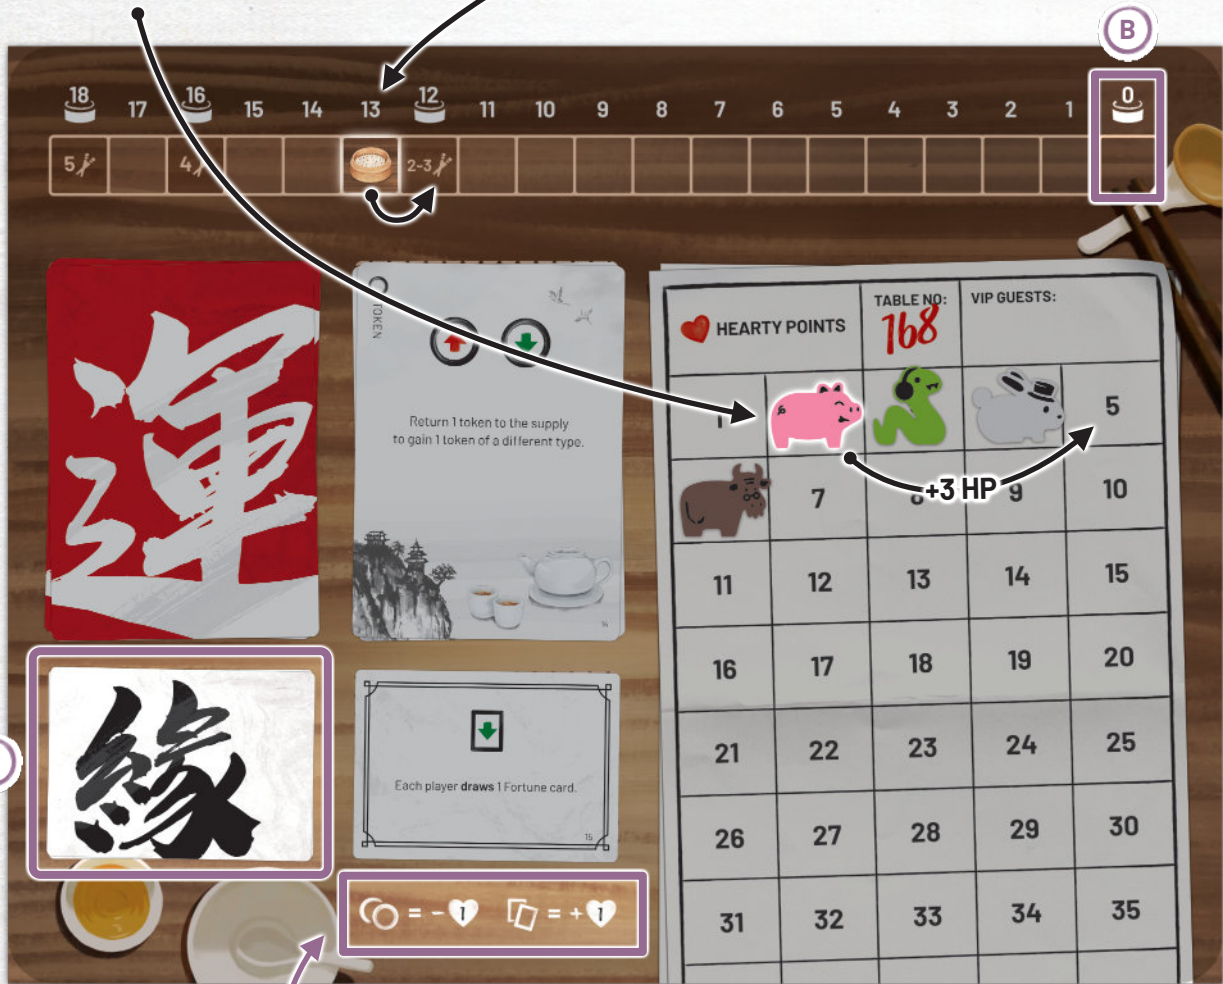 B
18 17 16 15 14 13 12 11 10 9 8 7 6 5 4 3 2 1 0
5 4 2-3
運
TOKEN
Return 1 token to the supply
to gain 1 token of a different type.
14
HEARTY POINTS
TABLE NO:
168
VIP GUESTS:
1 5
+3 HP
7 8 9 10
11 12 13 14 15
16 17 18 19 20
21 22 23 24 25
26 27 28 29 30
31 32 33 34 35
緣
Each player draws 1 Fortune card.
15
= - 1 = + 1